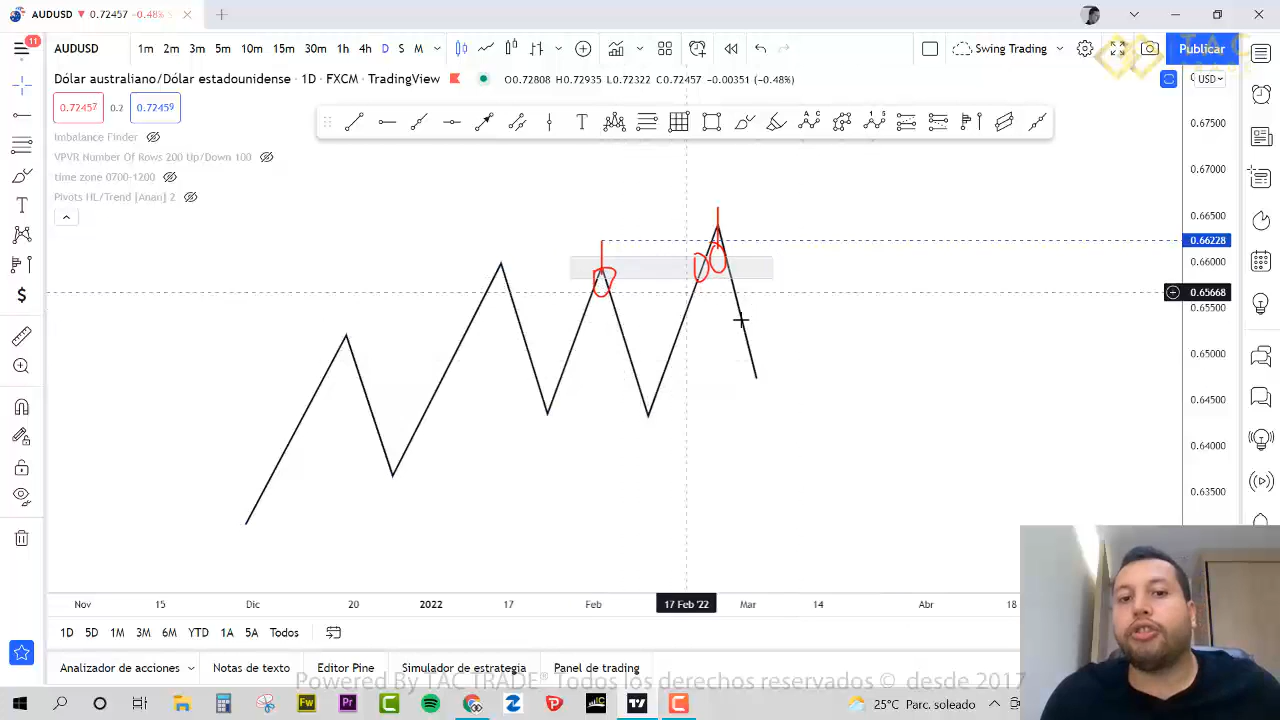 AUDUSD ▼ 0.72457 −0.48%
11
AUDUSD 1m 2m 3m 5m 10m 15m 30m 1h 4h D S M
Swing Trading
Publicar
Dólar australiano/Dólar estadounidense · 1D · FXCM · TradingView
O0.72808 H0.72935 L0.72322 C0.72457 −0.00351 (−0.48%)
USD
0.72457 0.2 0.72459
Imbalance Finder
VPVR Number Of Rows 200 Up/Down 100
time zone 0700-1200
Pivots HL/Trend [Anan] 2
0.67500
0.67000
0.66500
0.66228
0.66000
0.65668
0.65500
0.65000
0.64500
0.64000
0.63500
Nov 15 Dic 20 2022 17 Feb 17 Feb '22 Mar 14 Abr 18
1D 5D 1M 3M 6M YTD 1A 5A Todos
Analizador de acciones Notas de texto Editor Pine Simulador de estrategia Panel de trading
Powered By TAC TRADE® Todos los derechos reservados © desde 2017
25°C Parc. soleado